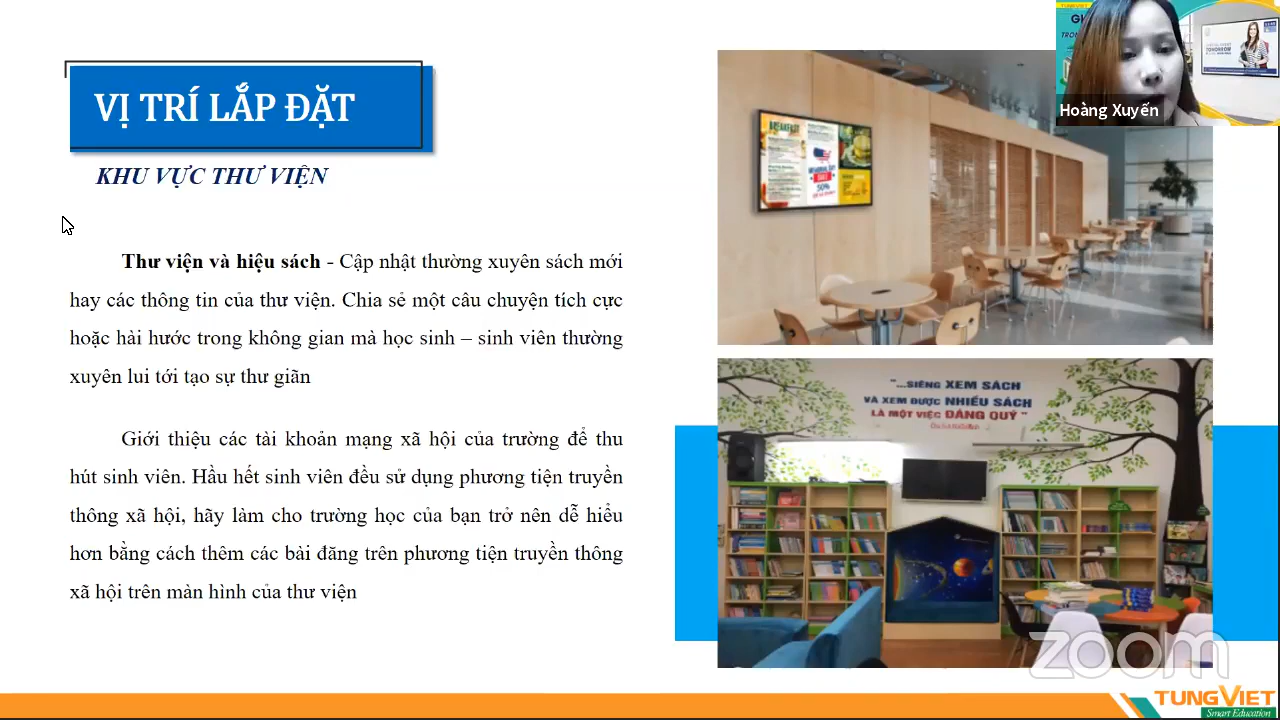 VỊ TRÍ LẮP ĐẶT
KHU VỰC THƯ VIỆN
Thư viện và hiệu sách - Cập nhật thường xuyên sách mới
hay các thông tin của thư viện. Chia sẻ một câu chuyện tích cực
hoặc hài hước trong không gian mà học sinh – sinh viên thường
xuyên lui tới tạo sự thư giãn
Giới thiệu các tài khoản mạng xã hội của trường để thu
hút sinh viên. Hầu hết sinh viên đều sử dụng phương tiện truyền
thông xã hội, hãy làm cho trường học của bạn trở nên dễ hiểu
hơn bằng cách thêm các bài đăng trên phương tiện truyền thông
xã hội trên màn hình của thư viện
TUNGVIET
Hoàng Xuyến
TOMORROW
BREAKFAST
50%
"...SIÊNG XEM SÁCH
VÀ XEM ĐƯỢC NHIỀU SÁCH
LÀ MỘT VIỆC ĐÁNG QUÝ"
zoom
TUNGVIET
Smart Education